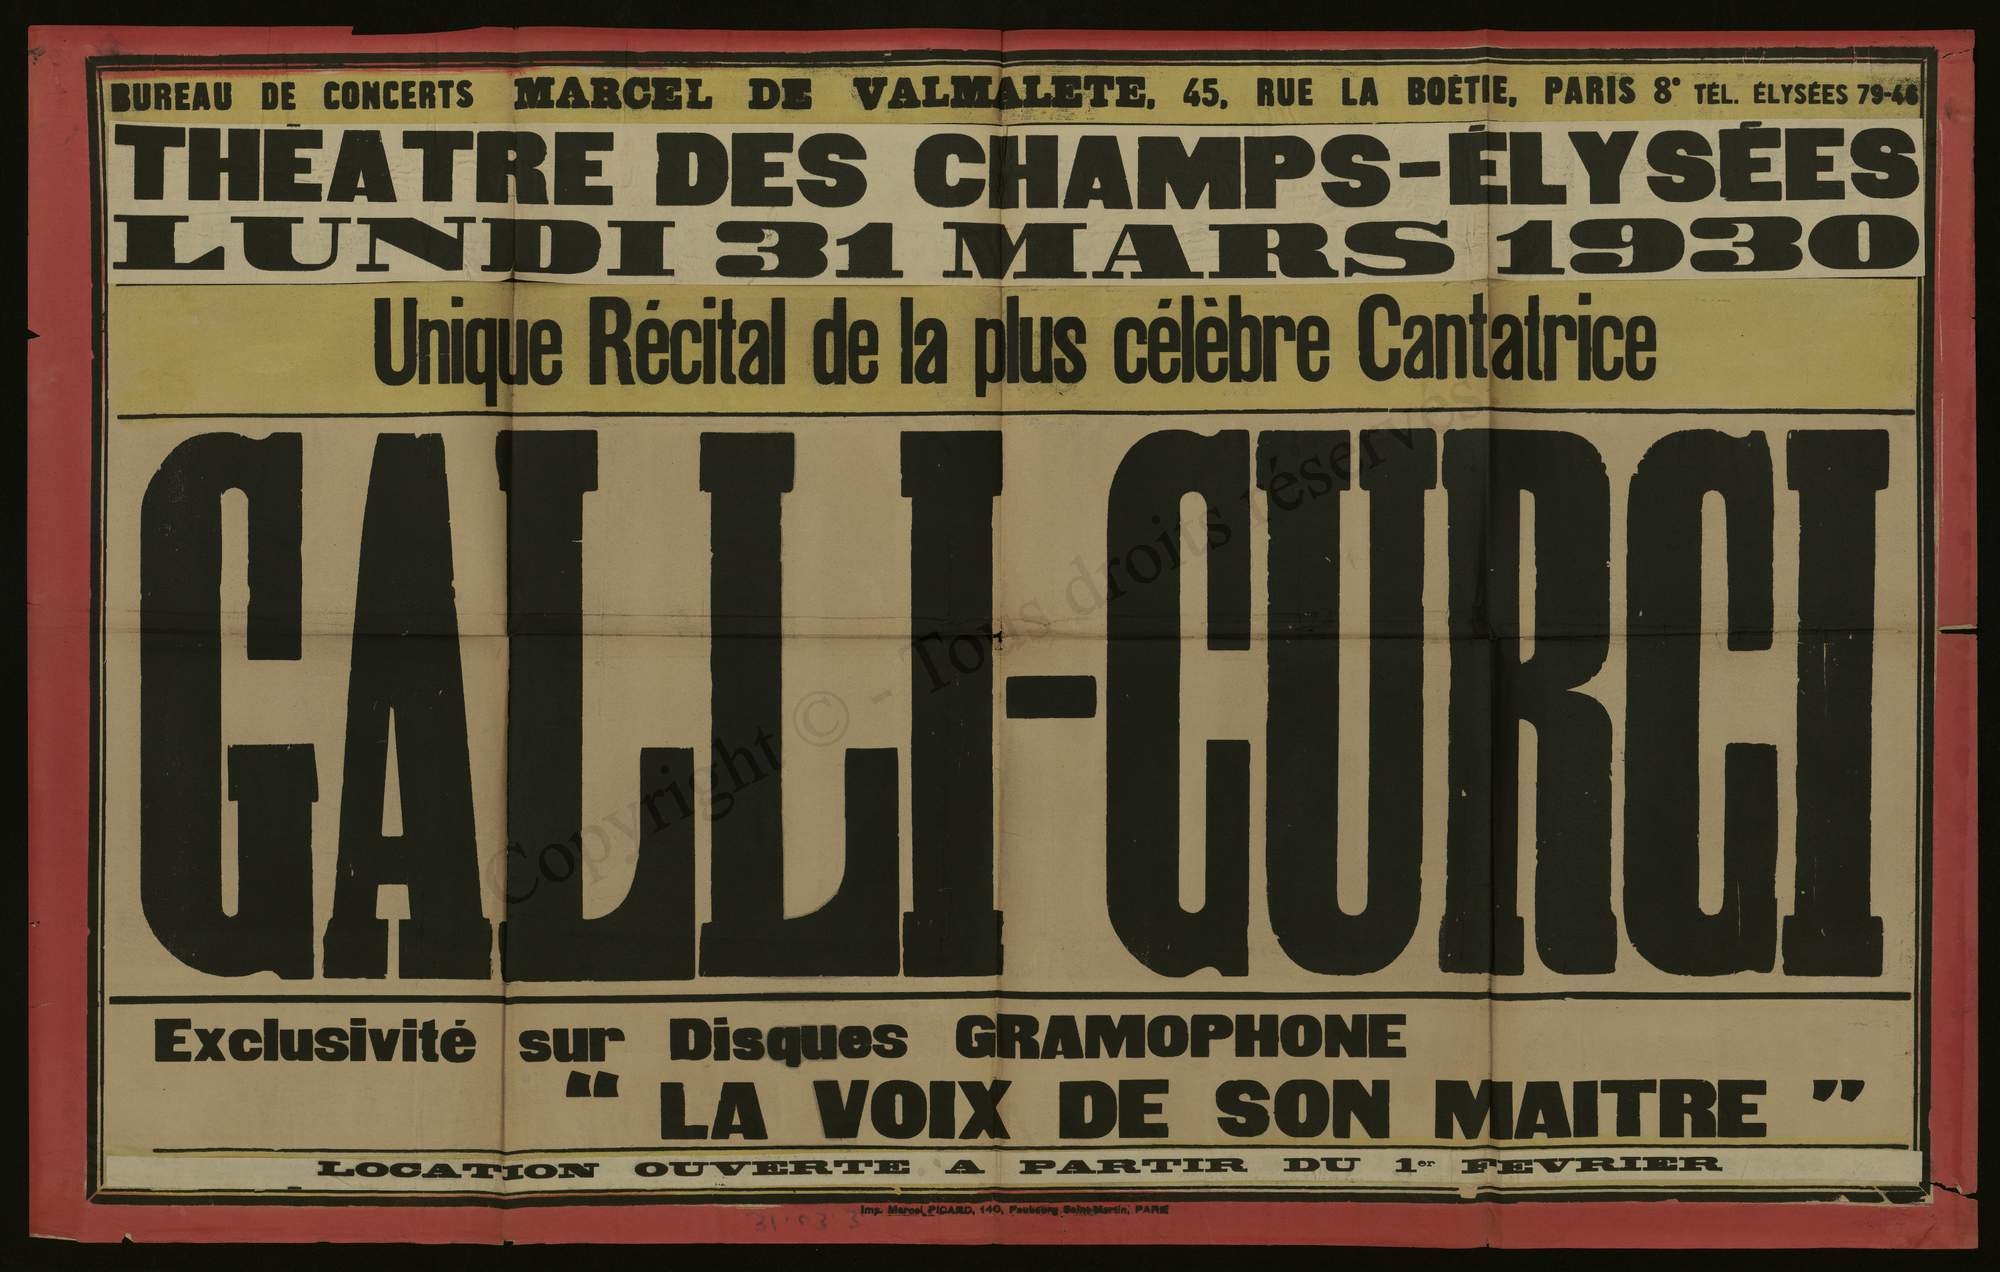 BUREAU DE CONCERTS MARCEL DE VALMALETE, 45, RUE LA BOÉTIE, PARIS 8e TÉL. ÉLYSÉES 79-46
THÉATRE DES CHAMPS-ÉLYSÉES
LUNDI 31 MARS 1930
Unique Récital de la plus célèbre Cantatrice
GALLI-CURCI
Copyright © - Tous droits réservés
Exclusivité sur Disques GRAMOPHONE
“ LA VOIX DE SON MAITRE ”
LOCATION OUVERTE A PARTIR DU 1er FEVRIER
Imp. Marcel PICARD, 140, Faubourg Saint-Martin, PARIS
31.03.3